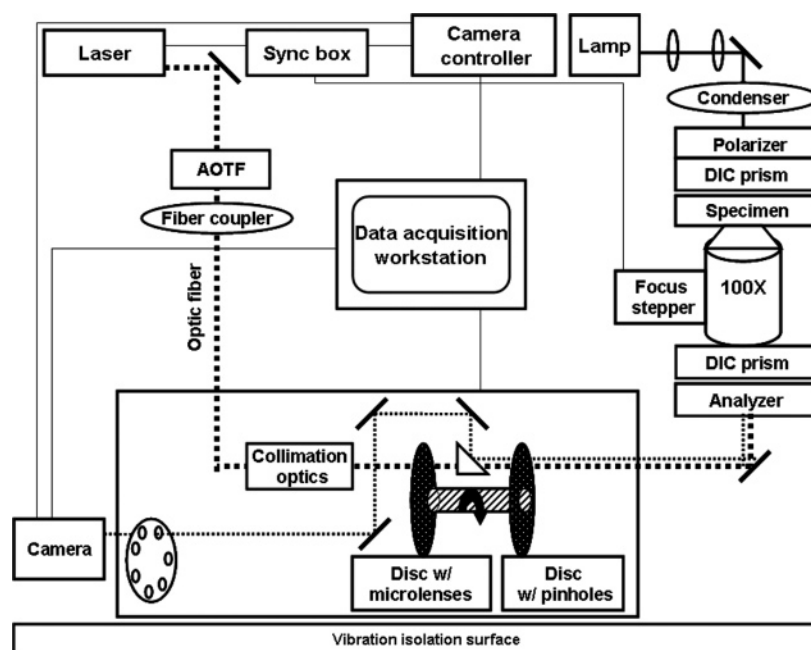 Laser
Sync box
Camera
controller
Lamp
Condenser
Polarizer
DIC prism
Specimen
AOTF
Fiber coupler
Data acquisition
workstation
Optic fiber
Focus
stepper
100X
DIC prism
Analyzer
Collimation
optics
Camera
Disc w/
microlenses
Disc
w/ pinholes
Vibration isolation surface